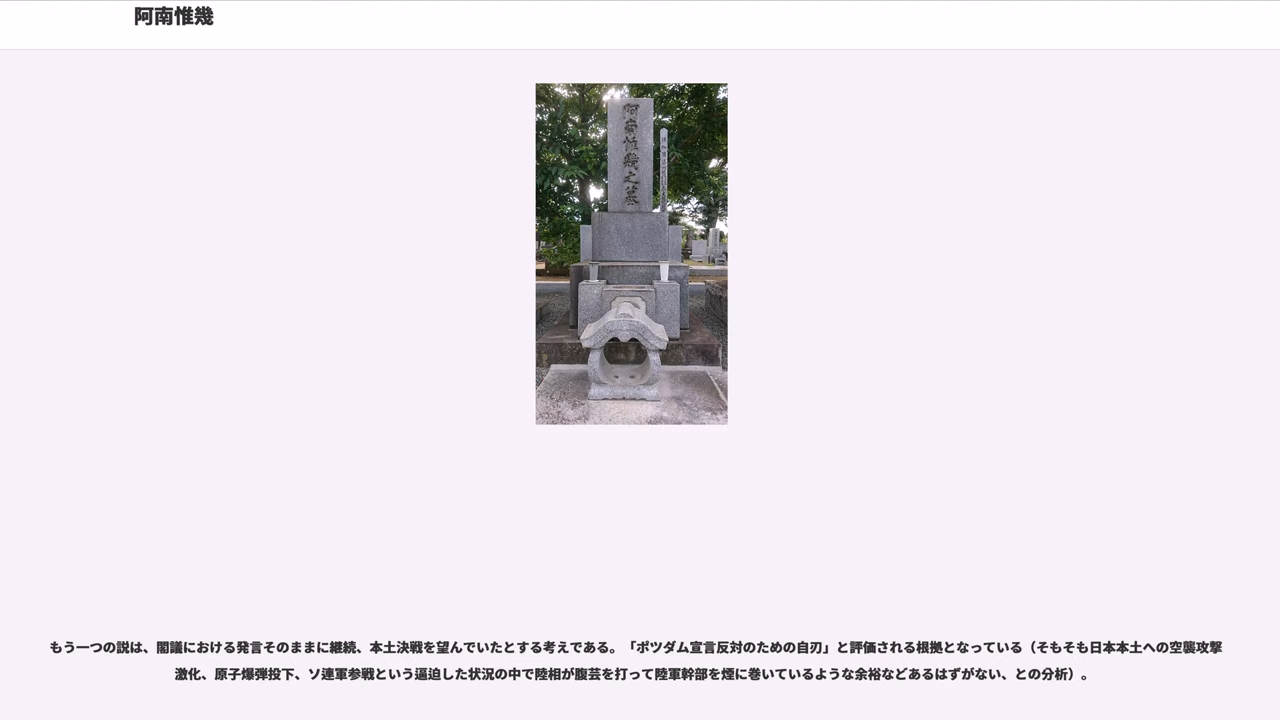 阿南惟幾
阿南惟幾之墓
もう一つの説は、閣議における発言そのままに継続、本土決戦を望んでいたとする考えである。「ポツダム宣言反対のための自刃」と評価される根拠となっている（そもそも日本本土への空襲攻撃
激化、原子爆弾投下、ソ連軍参戦という逼迫した状況の中で陸相が腹芸を打って陸軍幹部を煙に巻いているような余裕などあるはずがない、との分析）。